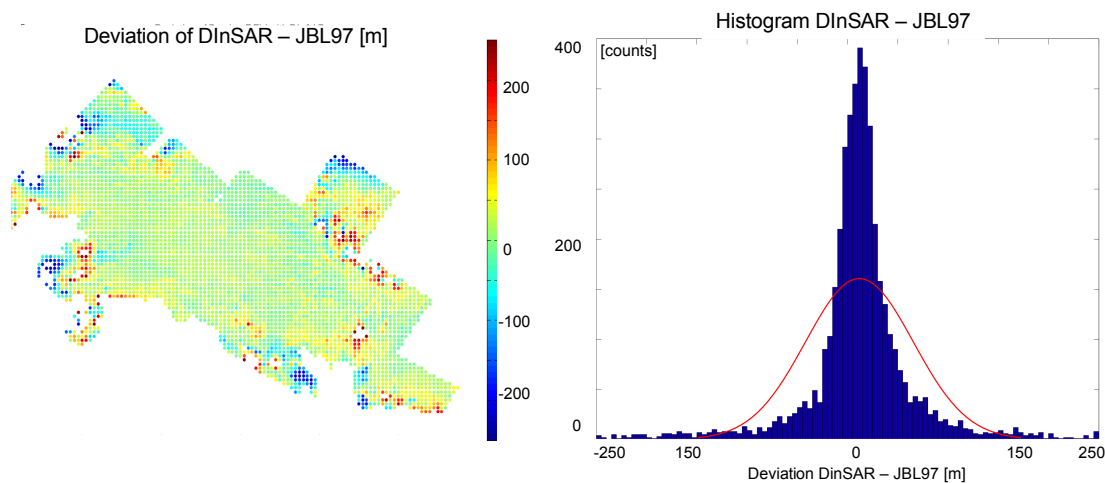 Deviation of DInSAR – JBL97 [m]
200
100
0
-100
-200
Histogram DInSAR – JBL97
400
[counts]
200
0
-250 150 0 150 250
Deviation DInSAR – JBL97 [m]